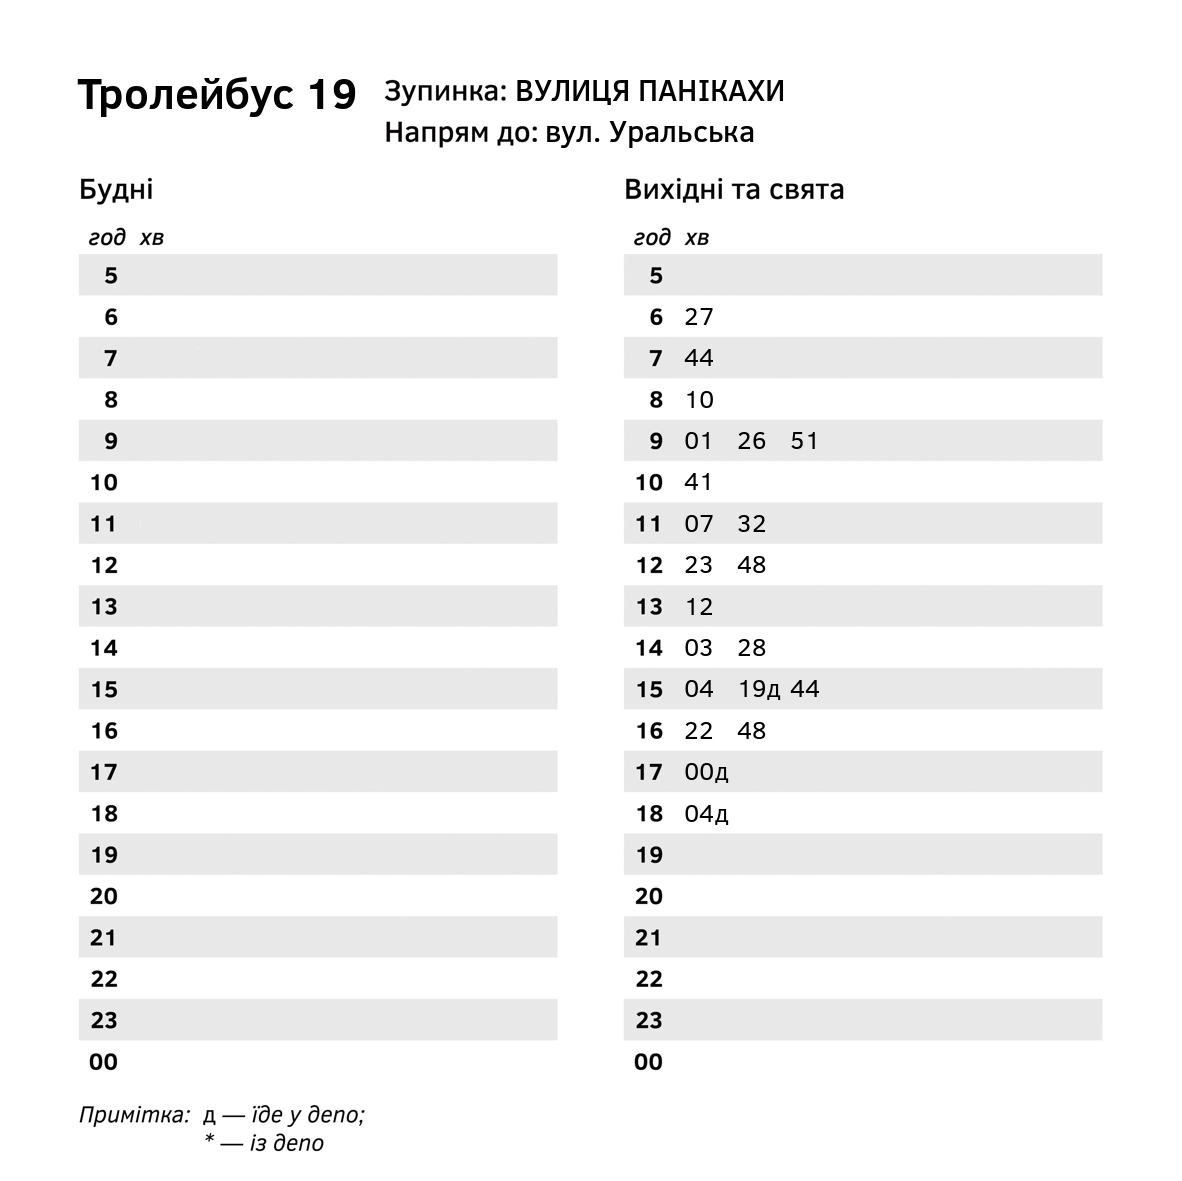 Тролейбус 19
Зупинка: ВУЛИЦЯ ПАНІКАХИ
Напрям до: вул. Уральська
Будні
год хв
5
6
7
8
9
10
11
12
13
14
15
16
17
18
19
20
21
22
23
00
Вихідні та свята
год хв
5
6 27
7 44
8 10
9 01 26 51
10 41
11 07 32
12 23 48
13 12
14 03 28
15 04 19д 44
16 22 48
17 00д
18 04д
19
20
21
22
23
00
Примітка: д — їде у депо;
* — із депо